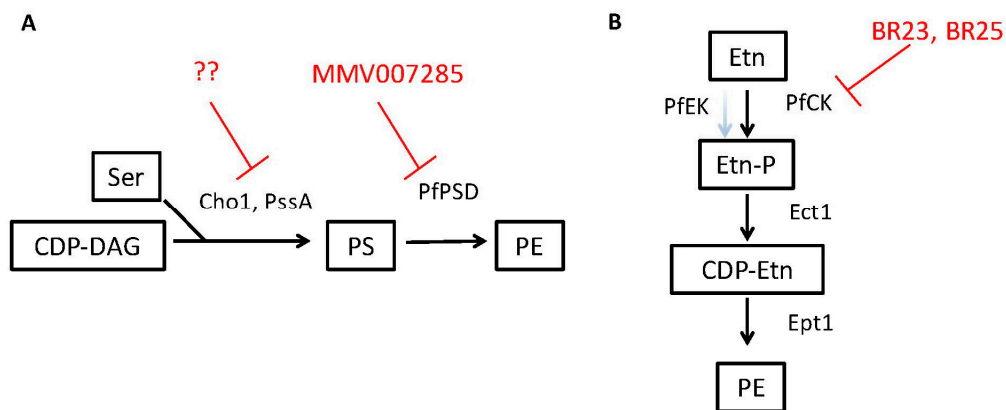 A
??
MMV007285
Ser
Cho1, PssA
PfPSD
CDP-DAG
PS
PE
B
BR23, BR25
Etn
PfEK
PfCK
Etn-P
Ect1
CDP-Etn
Ept1
PE